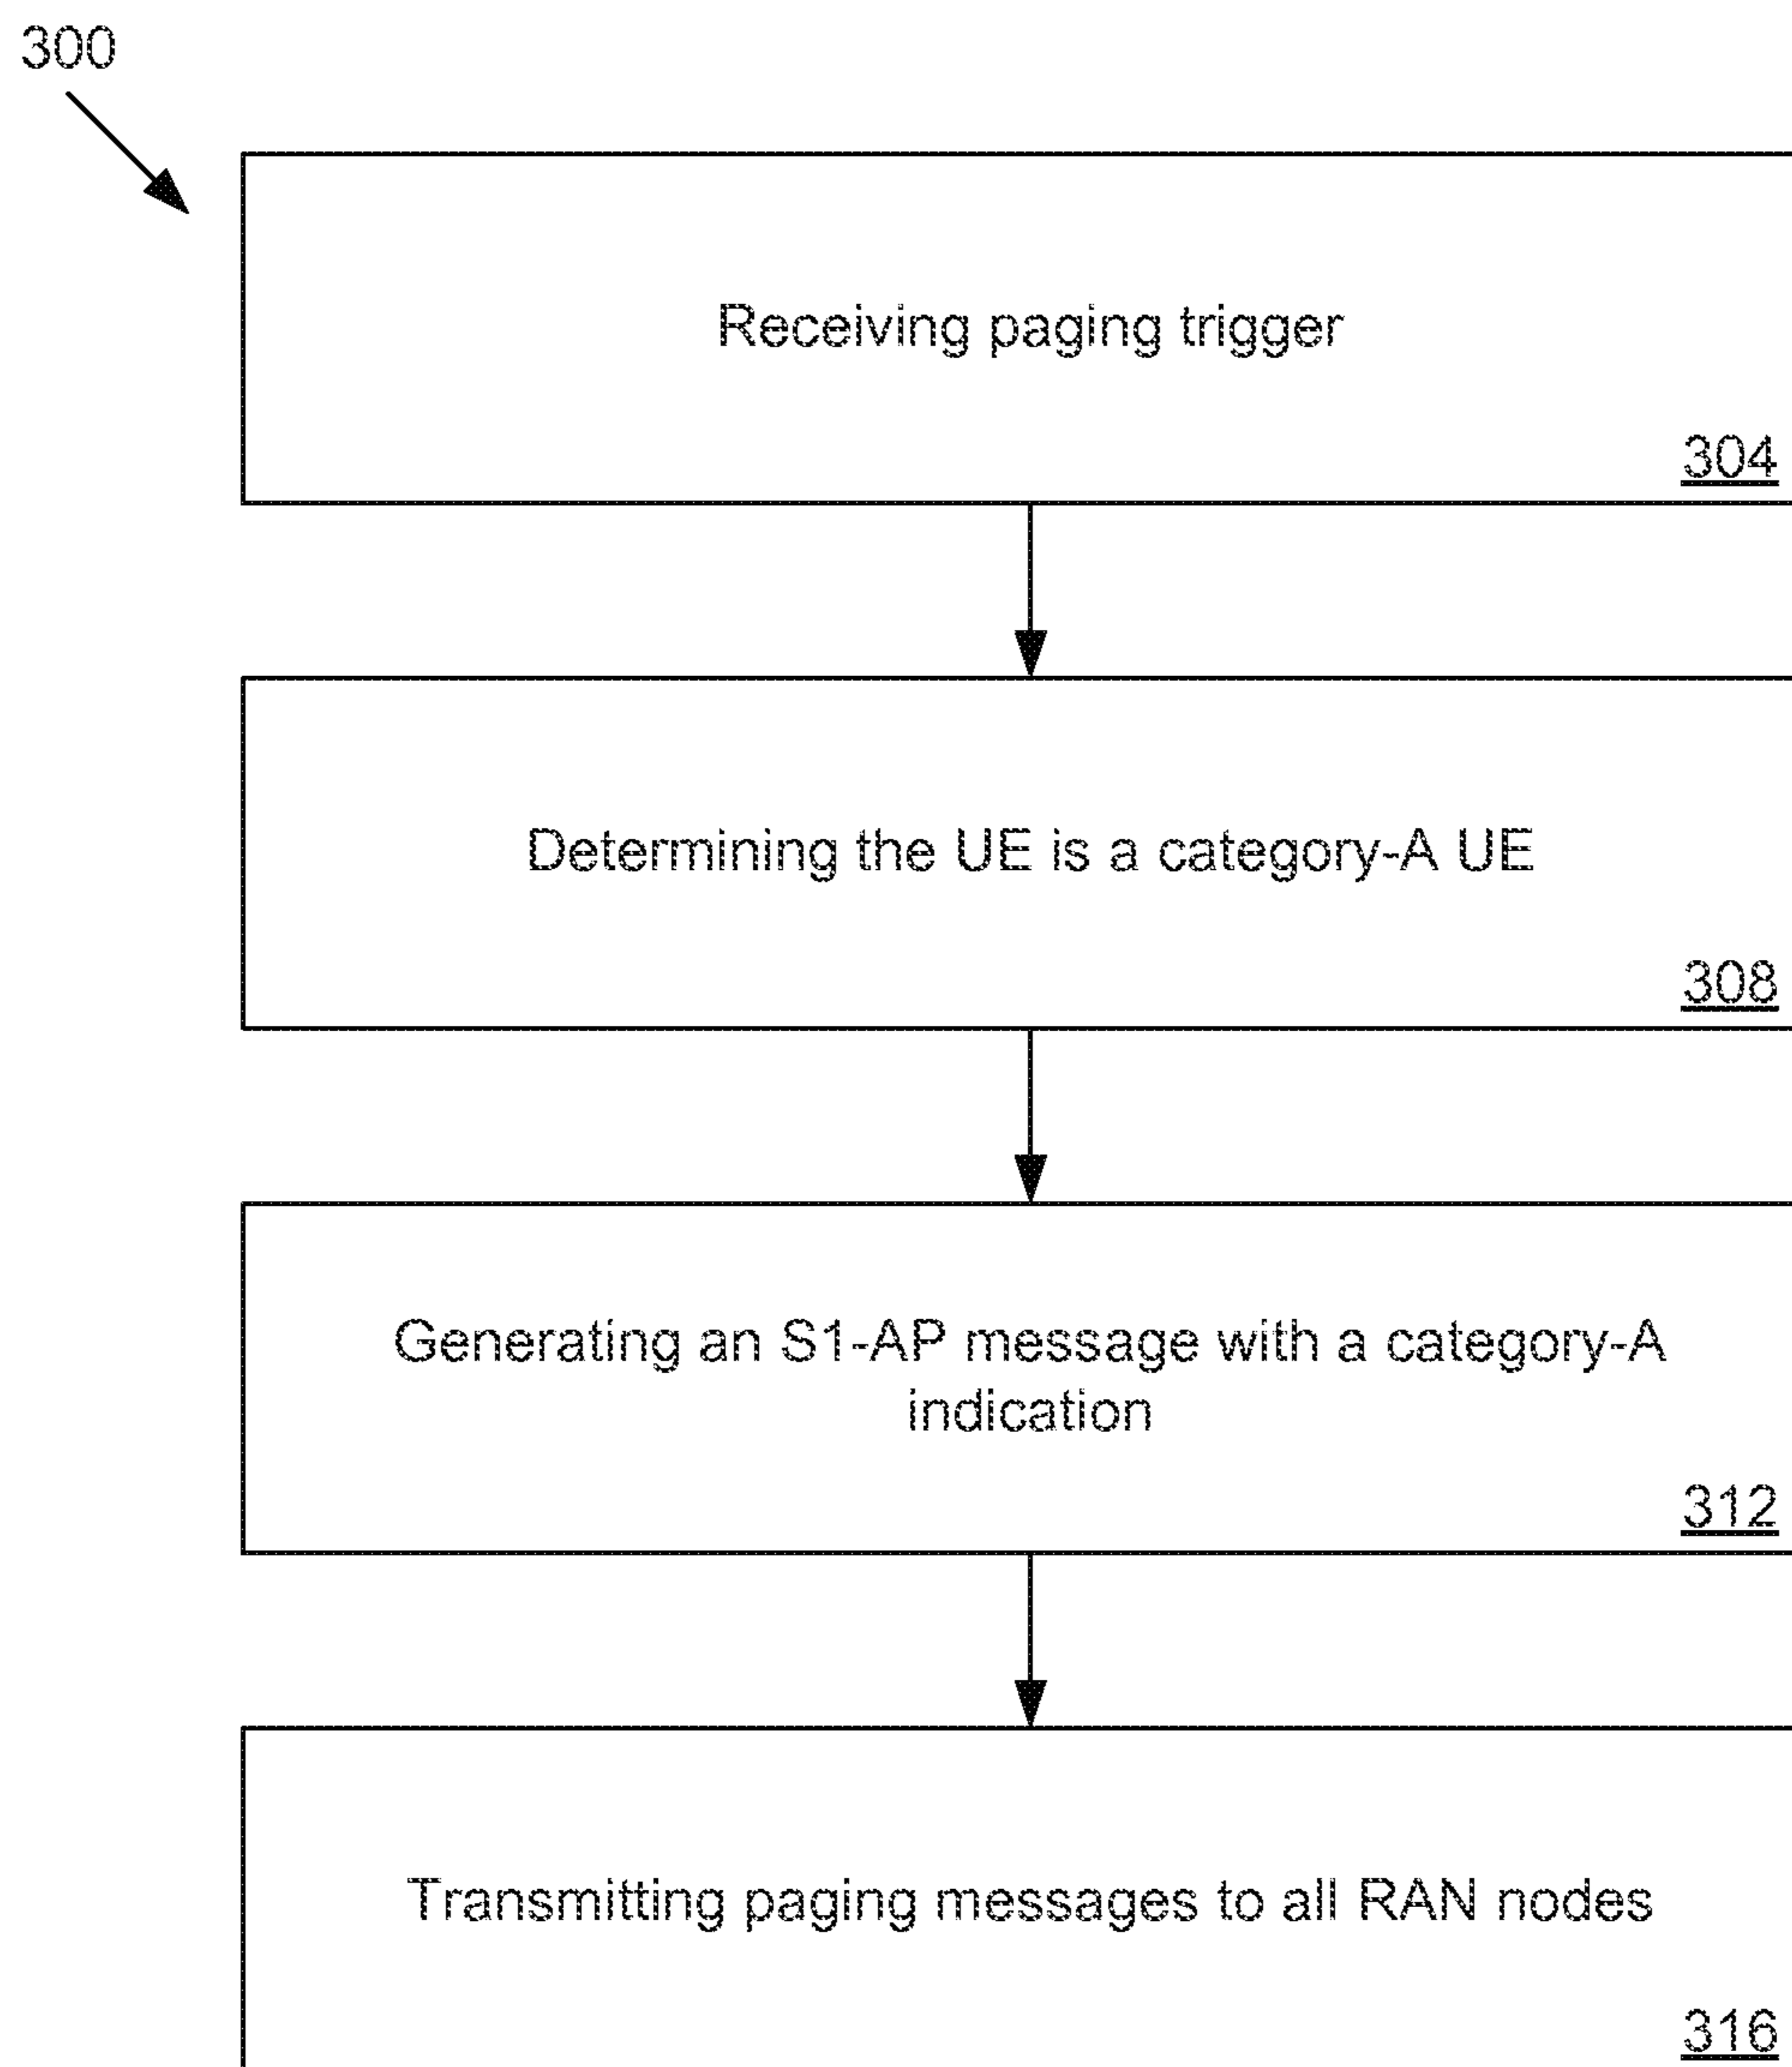 300
Receiving paging trigger
304
Determining the UE is a category-A UE
308
Generating an S1-AP message with a category-A
indication
312
Transmitting paging messages to all RAN nodes
316